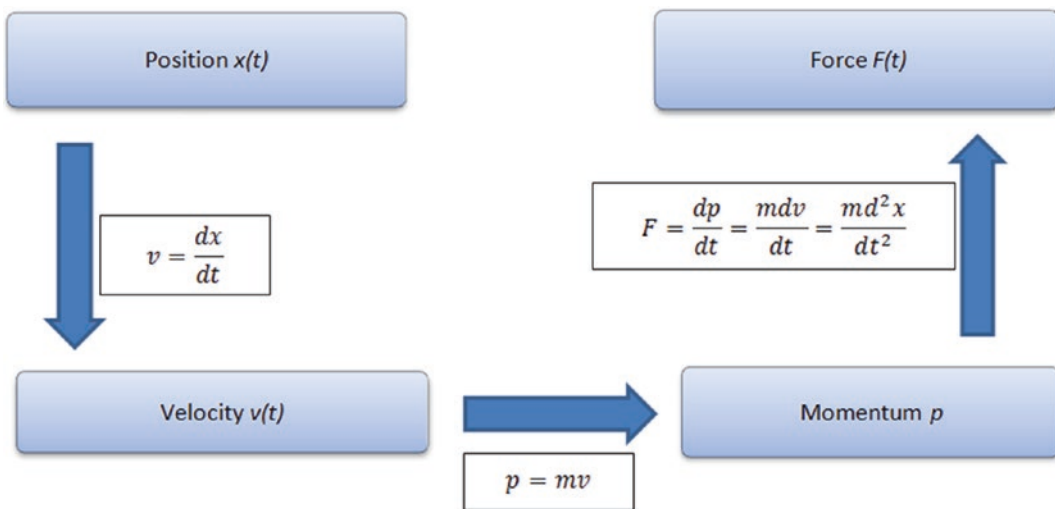 Position x(t)
Force F(t)
v = dx/dt
F = dp/dt = mdv/dt = md²x/dt²
Velocity v(t)
Momentum p
p = mv